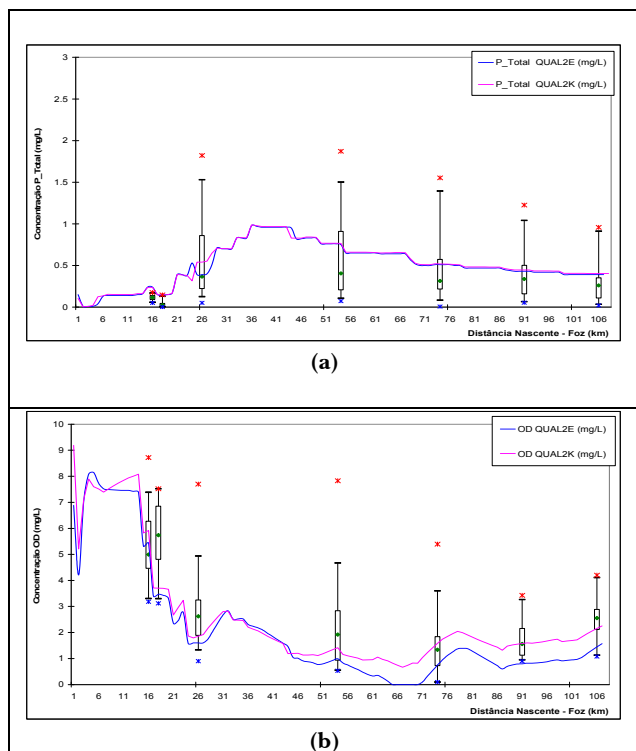 P_Total QUAL2E (mg/L)
P_Total QUAL2K (mg/L)
Concentração P_Total (mg/L)
3
2,5
2
1,5
1
0,5
0
1 6 11 16 21 26 31 36 41 46 51 56 61 66 71 76 81 86 91 96 101 106
Distância Nascente - Foz (km)
(a)
OD QUAL2E (mg/L)
OD QUAL2K (mg/L)
Concentração OD (mg/L)
10
9
8
7
6
5
4
3
2
1
0
1 6 11 16 21 26 31 36 41 46 51 56 61 66 71 76 81 86 91 96 101 106
Distância Nascente - Foz (km)
(b)